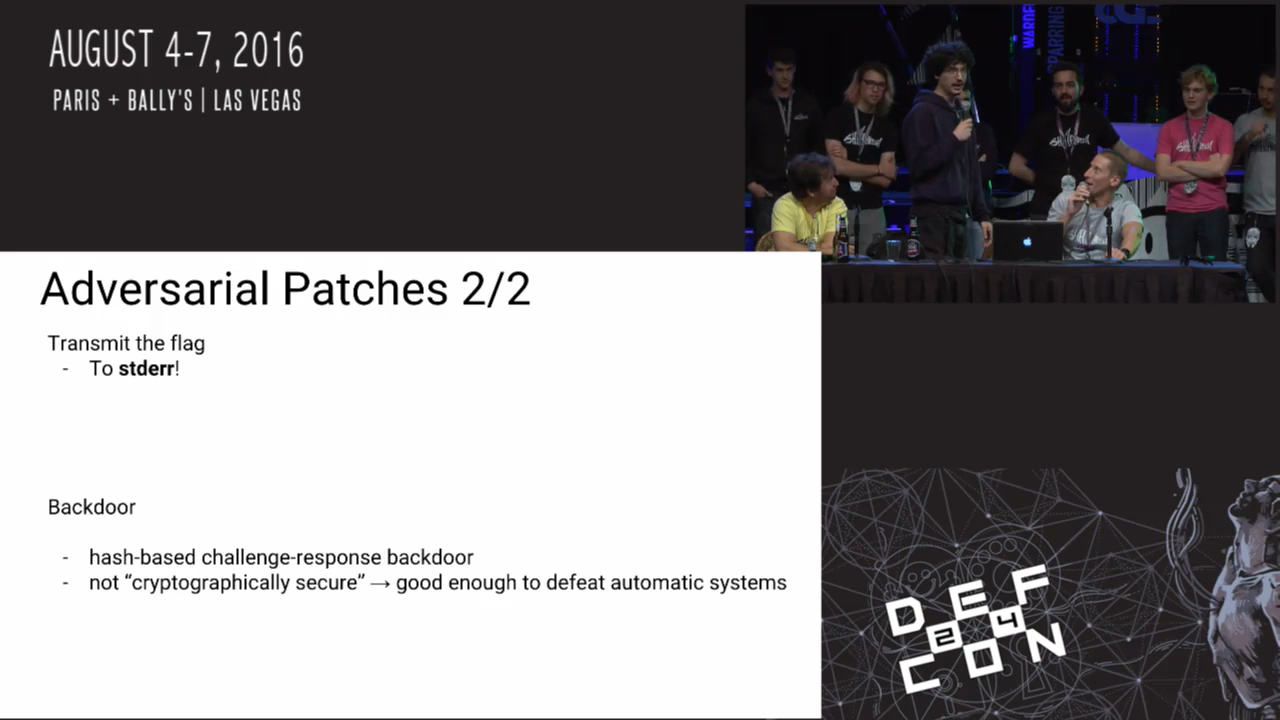 AUGUST 4-7, 2016
PARIS + BALLY'S | LAS VEGAS
Adversarial Patches 2/2
Transmit the flag
- To stderr!
Backdoor
- hash-based challenge-response backdoor
- not “cryptographically secure” → good enough to defeat automatic systems
DEF
24
CON